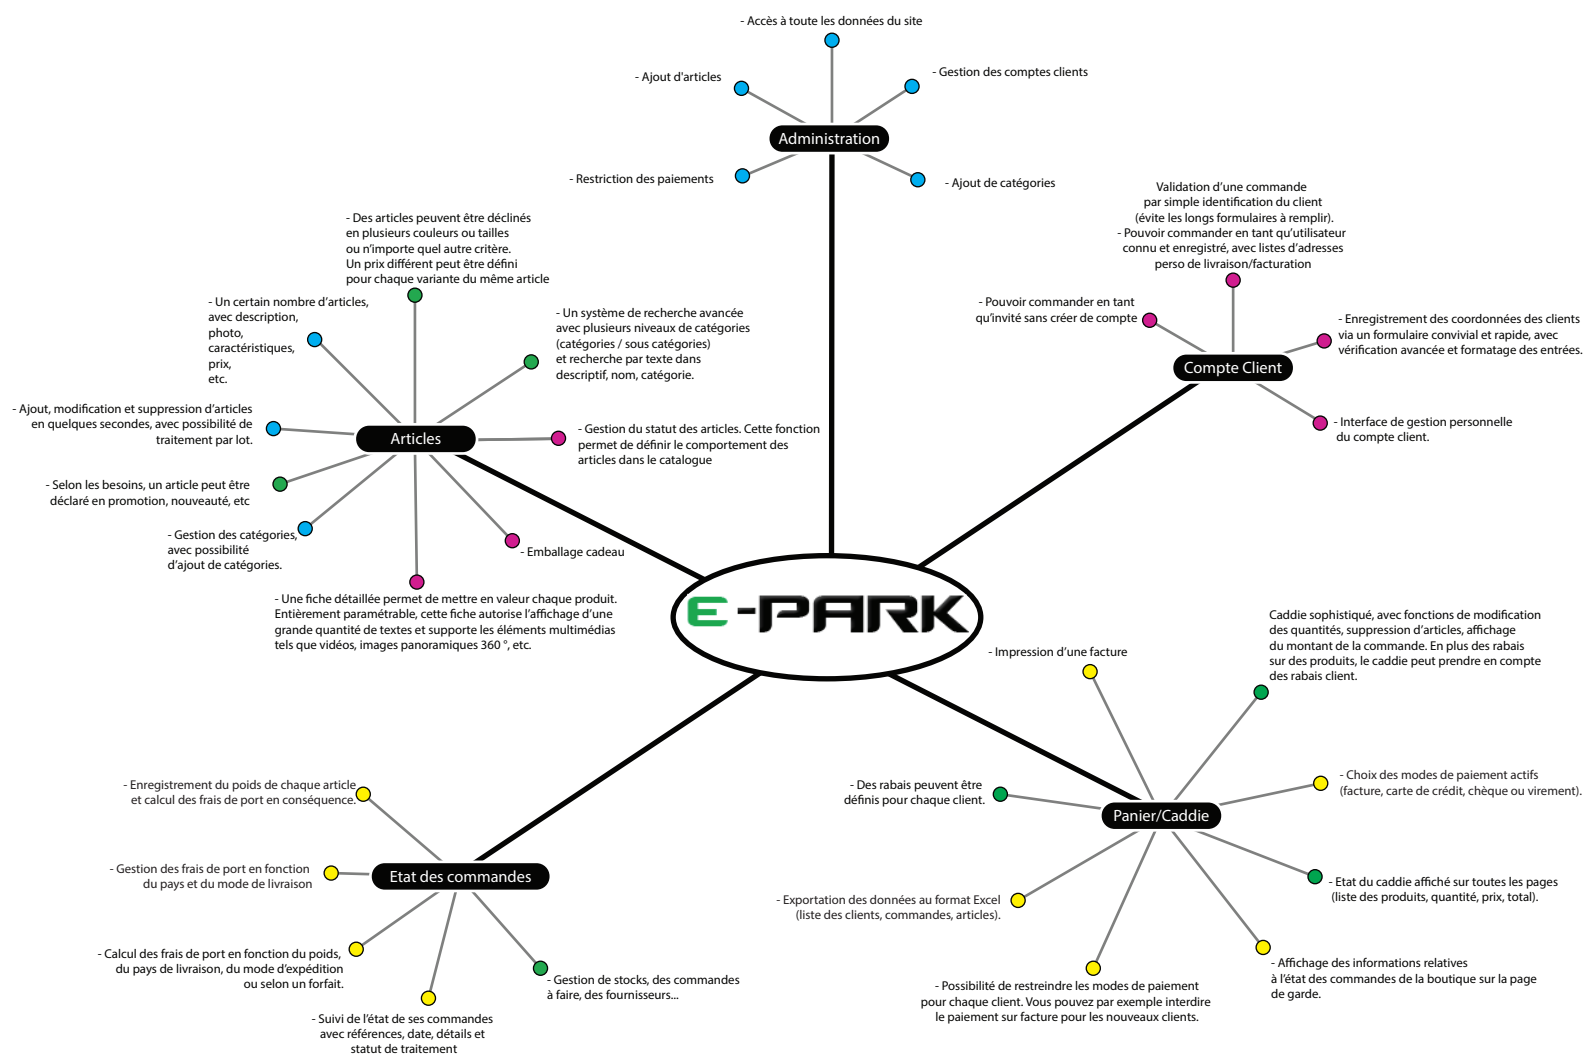 - Accès à toute les données du site
- Ajout d'articles
- Gestion des comptes clients
Administration
- Restriction des paiements
- Ajout de catégories
Validation d’une commande
par simple identification du client
(évite les longs formulaires à remplir).
- Pouvoir commander en tant qu’utilisateur
connu et enregistré, avec listes d’adresses
perso de livraison/facturation
- Pouvoir commander en tant
qu’invité sans créer de compte
- Enregistrement des coordonnées des clients
via un formulaire convivial et rapide, avec
vérification avancée et formatage des entrées.
Compte Client
- Interface de gestion personnelle
du compte client.
- Des articles peuvent être déclinés
en plusieurs couleurs ou tailles
ou n’importe quel autre critère.
Un prix différent peut être défini
pour chaque variante du même article
- Un certain nombre d’articles,
avec description,
photo,
caractéristiques,
prix,
etc.
- Un système de recherche avancée
avec plusieurs niveaux de catégories
(catégories / sous catégories)
et recherche par texte dans
descriptif, nom, catégorie.
- Ajout, modification et suppression d’articles
en quelques secondes, avec possibilité de
traitement par lot.
Articles
- Gestion du statut des articles. Cette fonction
permet de définir le comportement des
articles dans le catalogue
- Selon les besoins, un article peut être
déclaré en promotion, nouveauté, etc
- Gestion des catégories,
avec possibilité
d’ajout de catégories.
- Emballage cadeau
- Une fiche détaillée permet de mettre en valeur chaque produit.
Entièrement paramétrable, cette fiche autorise l’affichage d’une
grande quantité de textes et supporte les éléments multimédias
tels que vidéos, images panoramiques 360 °, etc.
E-PARK
Caddie sophistiqué, avec fonctions de modification
des quantités, suppression d’articles, affichage
du montant de la commande. En plus des rabais
sur des produits, le caddie peut prendre en compte
des rabais client.
- Impression d’une facture
- Des rabais peuvent être
définis pour chaque client.
- Choix des modes de paiement actifs
(facture, carte de crédit, chèque ou virement).
Panier/Caddie
- Exportation des données au format Excel
(liste des clients, commandes, articles).
- Etat du caddie affiché sur toutes les pages
(liste des produits, quantité, prix, total).
- Affichage des informations relatives
à l’état des commandes de la boutique sur la page
de garde.
- Possibilité de restreindre les modes de paiement
pour chaque client. Vous pouvez par exemple interdire
le paiement sur facture pour les nouveaux clients.
- Enregistrement du poids de chaque article
et calcul des frais de port en conséquence.
- Gestion des frais de port en fonction
du pays et du mode de livraison
Etat des commandes
- Calcul des frais de port en fonction du poids,
du pays de livraison, du mode d’expédition
ou selon un forfait.
- Gestion de stocks, des commandes
à faire, des fournisseurs...
- Suivi de l’état de ses commandes
avec références, date, détails et
statut de traitement